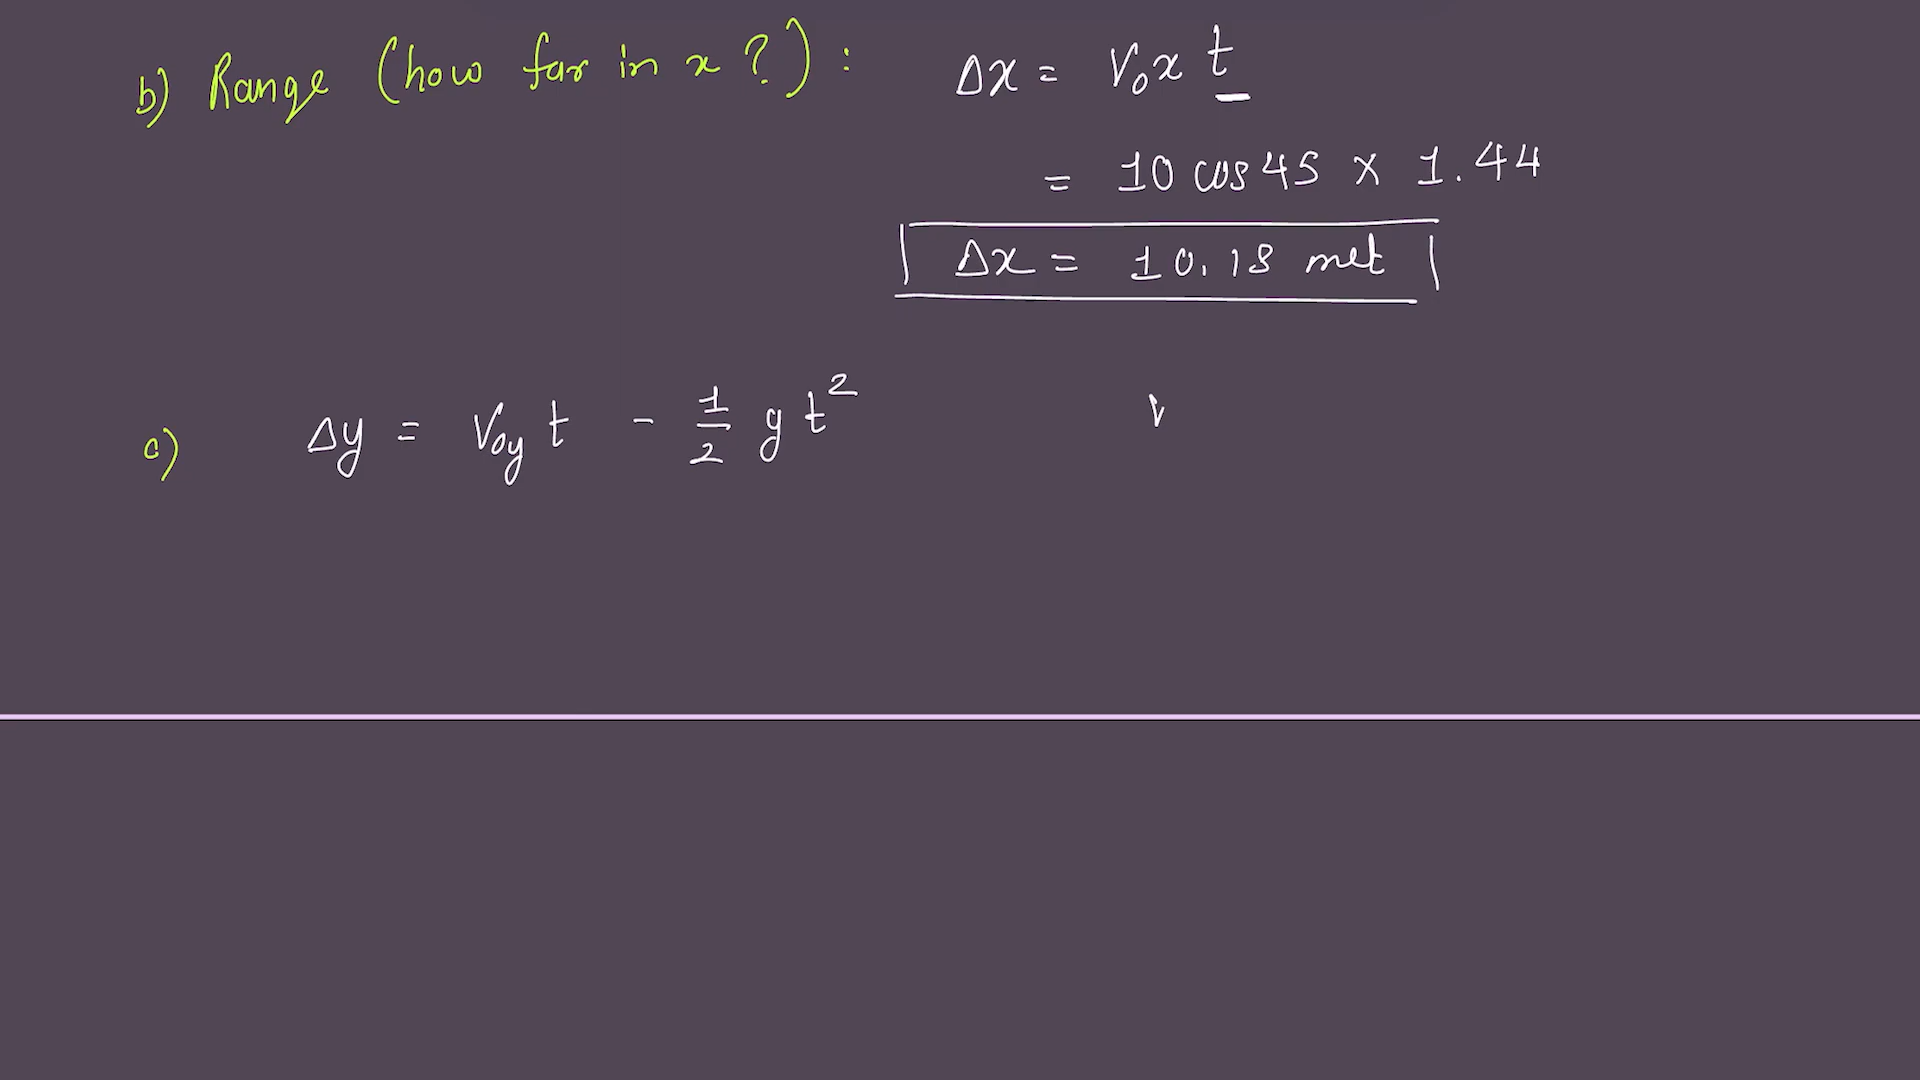 b) Range (how far in x ?) : Δx = V₀x t
= 10 cos 45 × 1.44
Δx = 10.18 met
c) Δy = V₀y t - 1/2 g t²